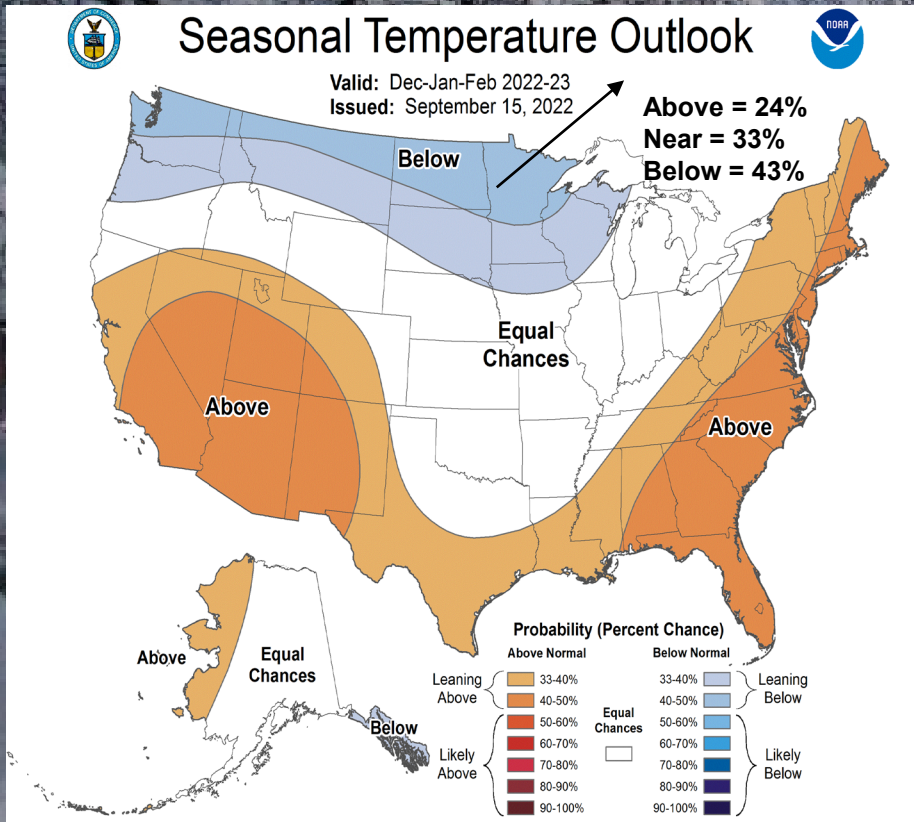 Seasonal Temperature Outlook
NOAA
Valid: Dec-Jan-Feb 2022-23
Issued: September 15, 2022
Above = 24%
Near = 33%
Below = 43%
Below
Equal
Chances
Above
Above
Above
Equal
Chances
Below
Probability (Percent Chance)
Above Normal
Below Normal
Leaning
Above
33-40%
40-50%
Likely
Above
50-60%
60-70%
70-80%
80-90%
90-100%
Equal
Chances
33-40%
40-50%
Leaning
Below
50-60%
60-70%
70-80%
80-90%
90-100%
Likely
Below